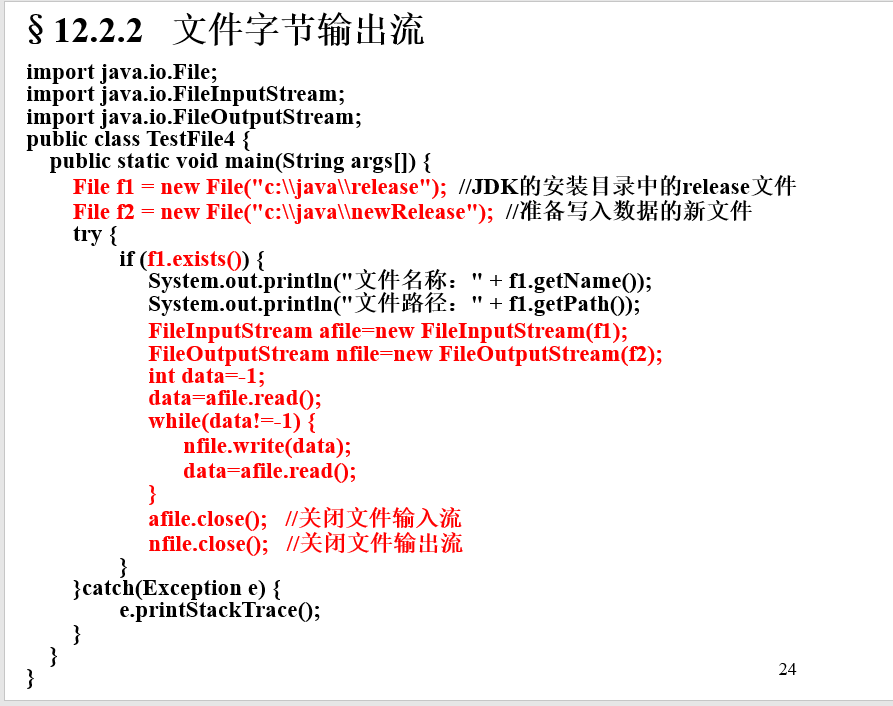 § 12.2.2 文件字节输出流
import java.io.File;
import java.io.FileInputStream;
import java.io.FileOutputStream;
public class TestFile4 {
public static void main(String args[]) {
File f1 = new File("c:\\java\\release"); //JDK的安装目录中的release文件
File f2 = new File("c:\\java\\newRelease"); //准备写入数据的新文件
try {
if (f1.exists()) {
System.out.println("文件名称：" + f1.getName());
System.out.println("文件路径：" + f1.getPath());
FileInputStream afile=new FileInputStream(f1);
FileOutputStream nfile=new FileOutputStream(f2);
int data=-1;
data=afile.read();
while(data!=-1) {
nfile.write(data);
data=afile.read();
}
afile.close(); //关闭文件输入流
nfile.close(); //关闭文件输出流
}
}catch(Exception e) {
e.printStackTrace();
}
}
}
24